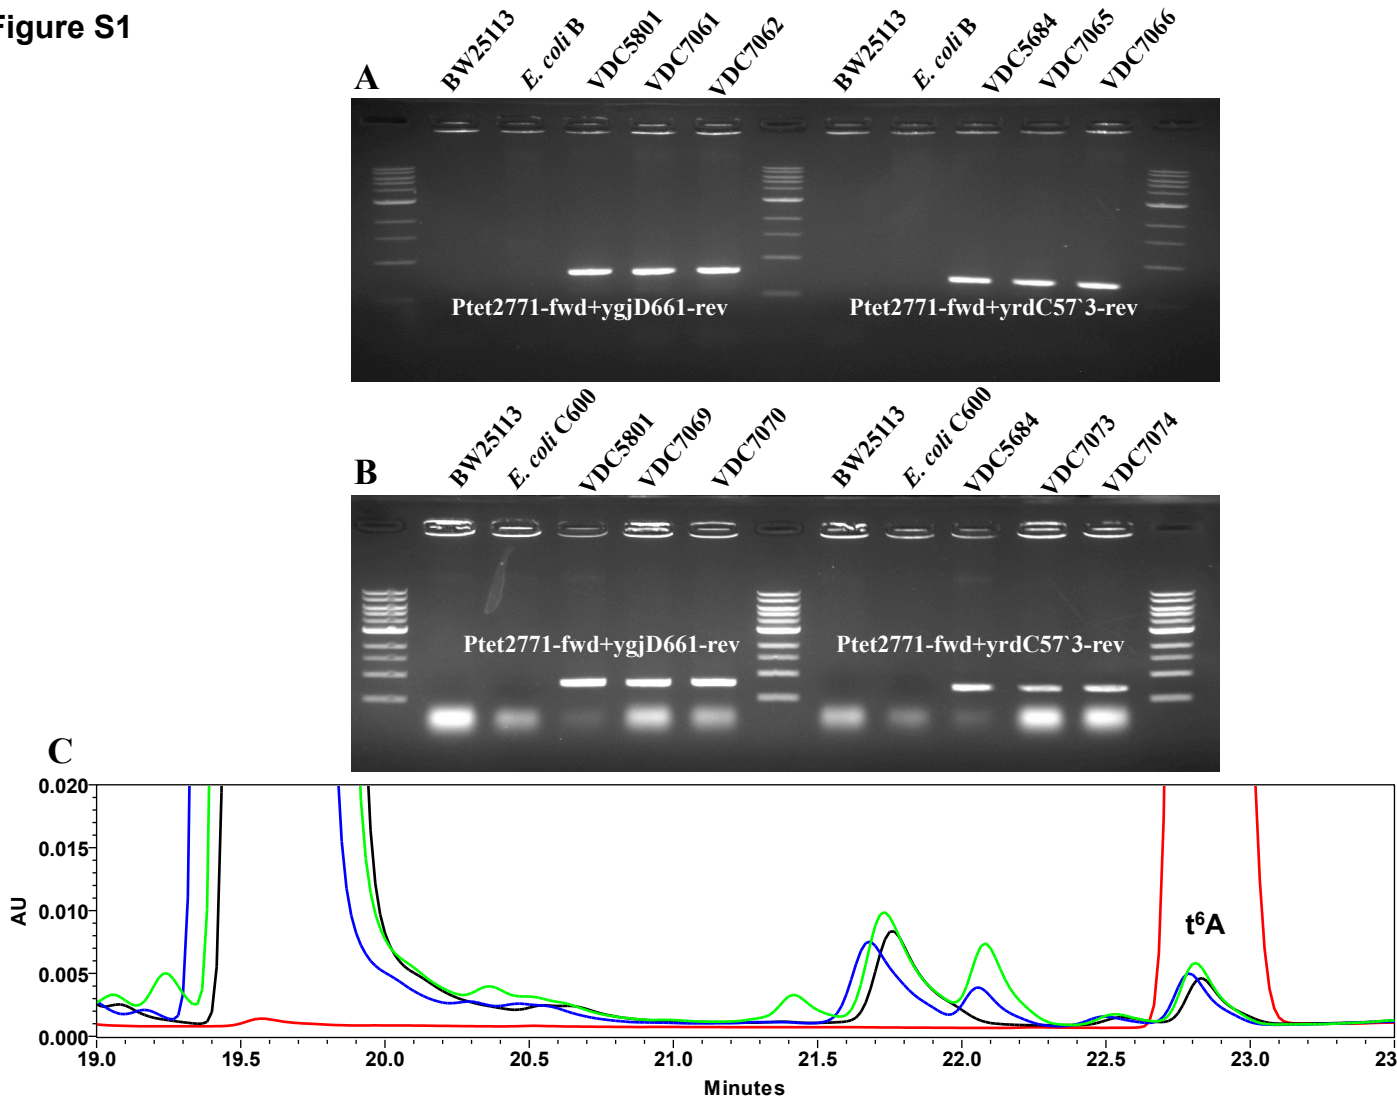 Figure S1
A
BW25113
E. coli B
VDC5801
VDC7061
VDC7062
BW25113
E. coli B
VDC5684
VDC7065
VDC7066
Ptet2771-fwd+ygjD661-rev
Ptet2771-fwd+yrdC57`3-rev
B
BW25113
E. coli C600
VDC5801
VDC7069
VDC7070
BW25113
E. coli C600
VDC5684
VDC7073
VDC7074
Ptet2771-fwd+ygjD661-rev
Ptet2771-fwd+yrdC57`3-rev
C
0.020
0.015
0.010
0.005
0.000
AU
t⁶A
19.0 19.5 20.0 20.5 21.0 21.5 22.0 22.5 23.0 23
Minutes